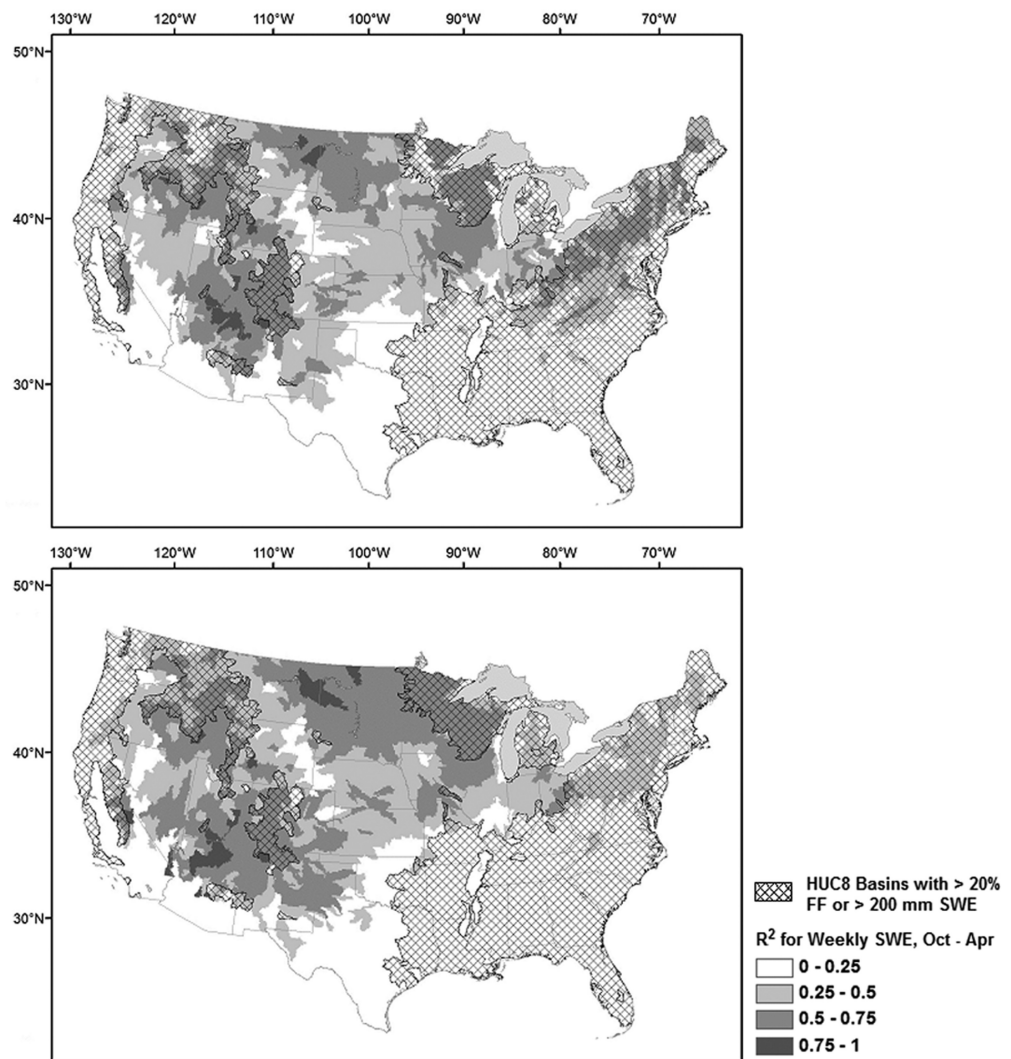 130°W 120°W 110°W 100°W 90°W 80°W 70°W
50°N
40°N
30°N
130°W 120°W 110°W 100°W 90°W 80°W 70°W
50°N
40°N
30°N
HUC8 Basins with > 20%
FF or > 200 mm SWE
R² for Weekly SWE, Oct - Apr
0 - 0.25
0.25 - 0.5
0.5 - 0.75
0.75 - 1